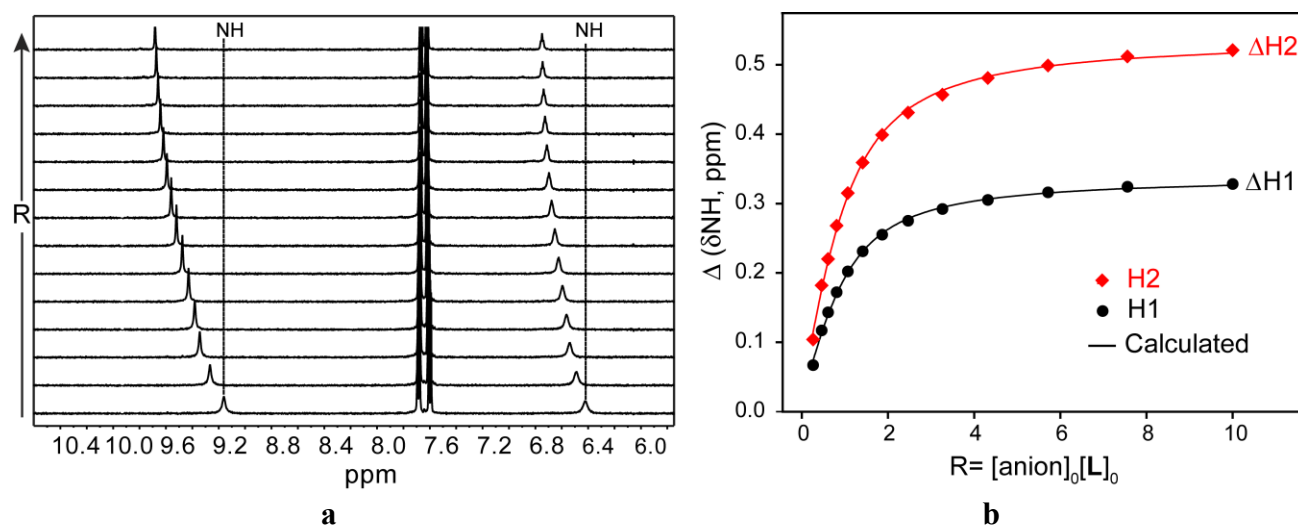 NH NH
R
10.4 10.0 9.6 9.2 8.8 8.4 8.0 7.6 7.2 6.8 6.4 6.0
ppm
a
Δ (δNH, ppm)
0.5
0.4
0.3
0.2
0.1
0.0
ΔH2
ΔH1
H2
H1
Calculated
0 2 4 6 8 10
R= [anion]₀[L]₀
b